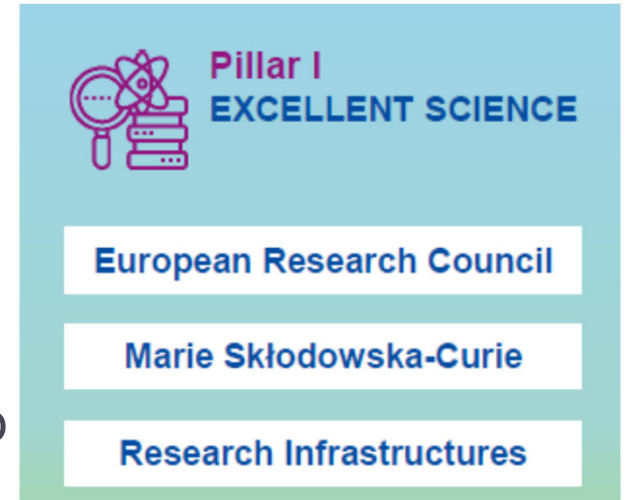 Pillar I
EXCELLENT SCIENCE
European Research Council
Marie Skłodowska-Curie
Research Infrastructures